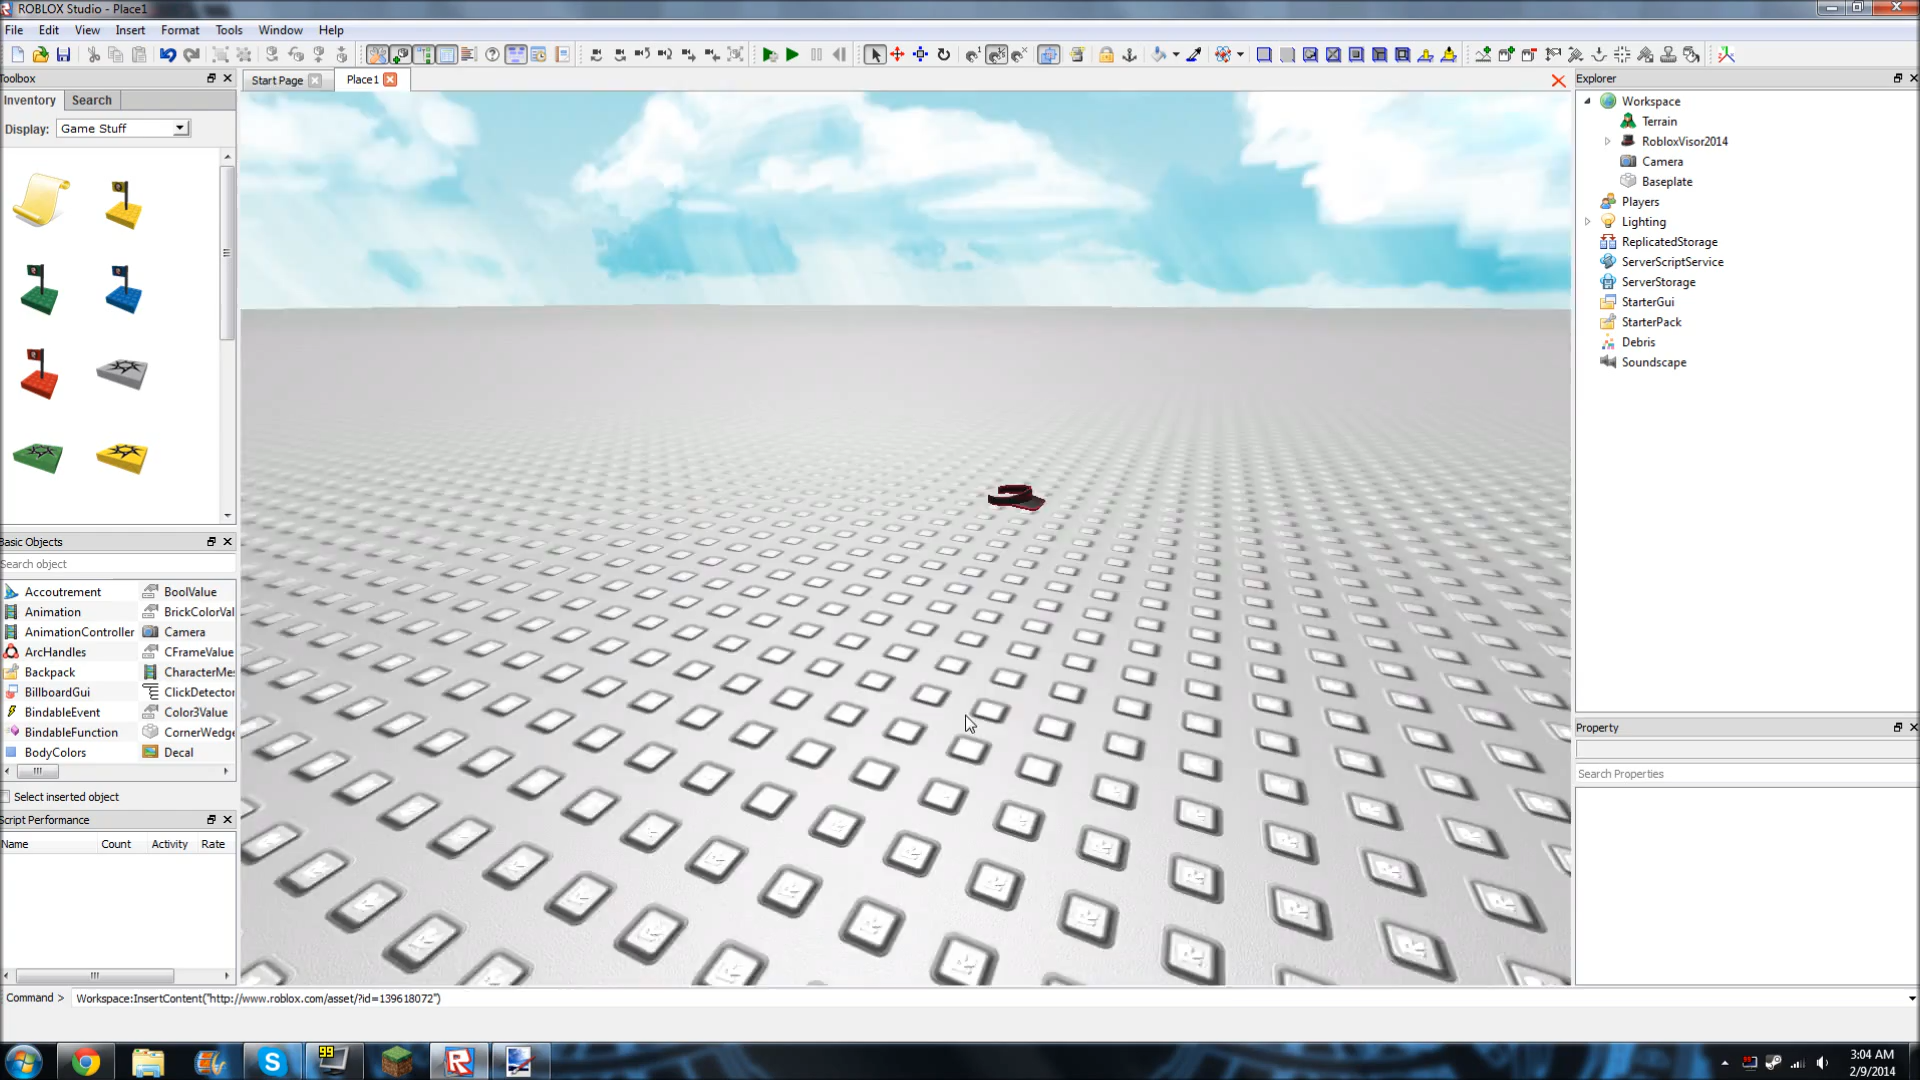 ROBLOX Studio - Place1
File Edit View Insert Format Tools Window Help
Toolbox
Inventory Search
Display: Game Stuff
Basic Objects
Search object
Accoutrement BoolValue
Animation BrickColorVal
AnimationController Camera
ArcHandles CFrameValue
Backpack CharacterMes
BillboardGui ClickDetector
BindableEvent Color3Value
BindableFunction CornerWedge
BodyColors Decal
Select inserted object
Script Performance
Name Count Activity Rate
Start Page Place1
Explorer
Workspace
Terrain
RobloxVisor2014
Camera
Baseplate
Players
Lighting
ReplicatedStorage
ServerScriptService
ServerStorage
StarterGui
StarterPack
Debris
Soundscape
Property
Search Properties
Command > Workspace:InsertContent("http://www.roblox.com/asset/?id=139618072")
99
3:04 AM
2/9/2014